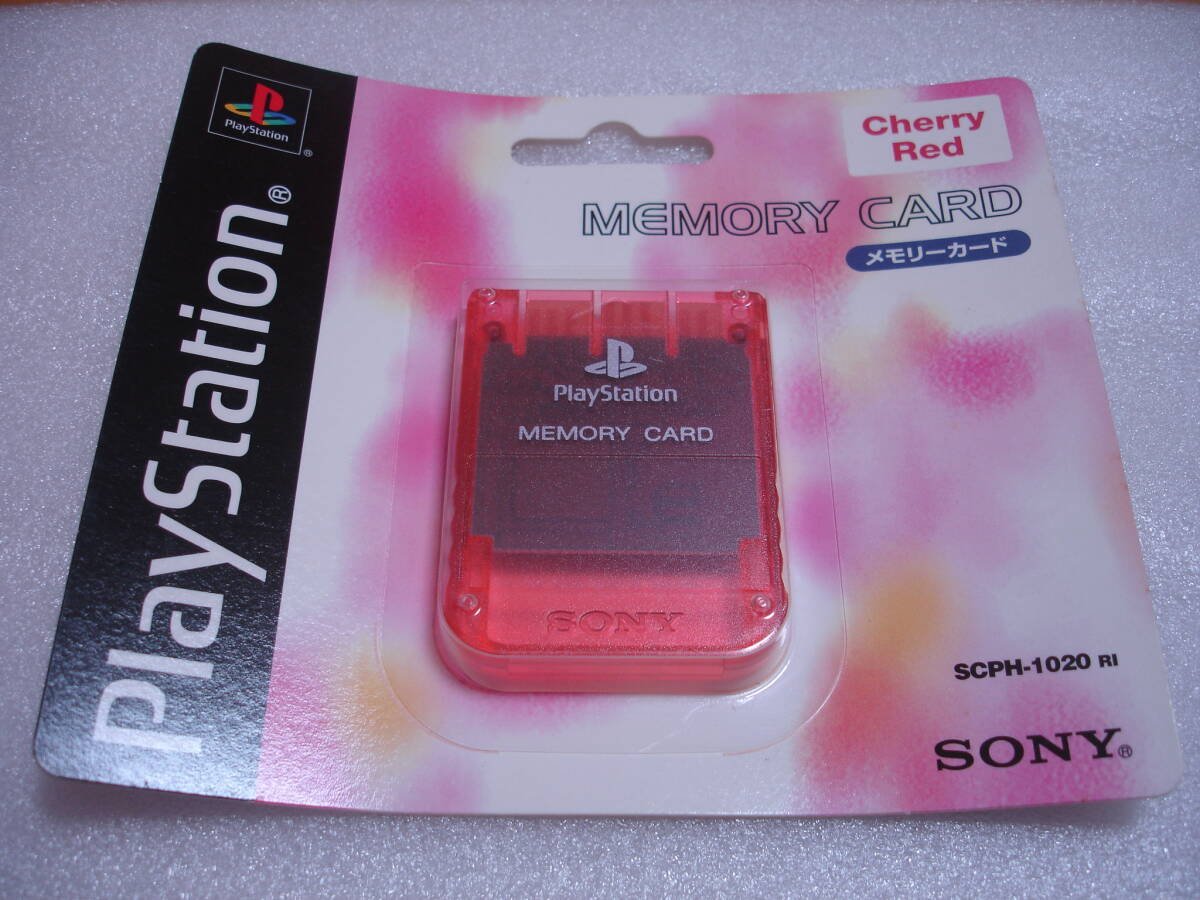 PlayStation
®
PlayStation®
Cherry
Red
MEMORY CARD
メモリーカード
PlayStation
MEMORY CARD
SONY
SCPH-1020 RI
SONY®